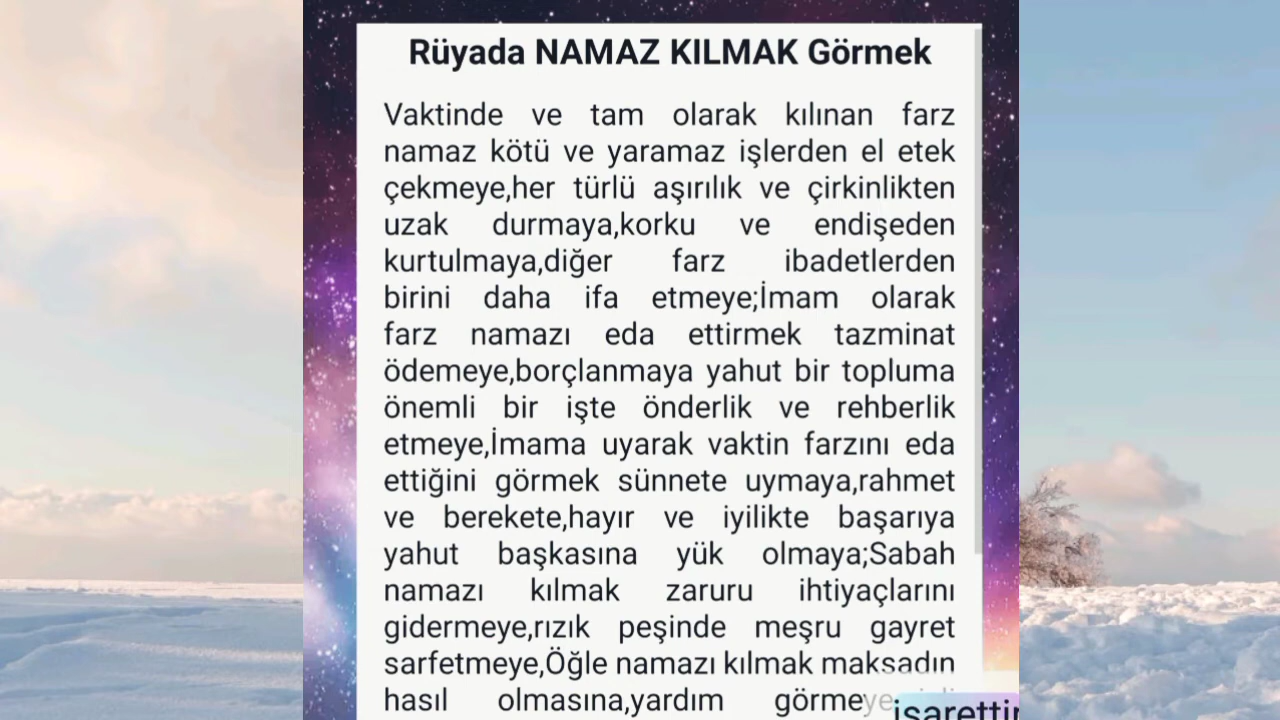 Rüyada NAMAZ KILMAK Görmek
Vaktinde ve tam olarak kılınan farz
namaz kötü ve yaramaz işlerden el etek
çekmeye,her türlü aşırılık ve çirkinlikten
uzak durmaya,korku ve endişeden
kurtulmaya,diğer farz ibadetlerden
birini daha ifa etmeye;İmam olarak
farz namazı eda ettirmek tazminat
ödemeye,borçlanmaya yahut bir topluma
önemli bir işte önderlik ve rehberlik
etmeye,İmama uyarak vaktin farzını eda
ettiğini görmek sünnete uymaya,rahmet
ve berekete,hayır ve iyilikte başarıya
yahut başkasına yük olmaya;Sabah
namazı kılmak zaruru ihtiyaçlarını
gidermeye,rızık peşinde meşru gayret
sarfetmeye,Öğle namazı kılmak maksadın
hasıl olmasına,yardım görmeye